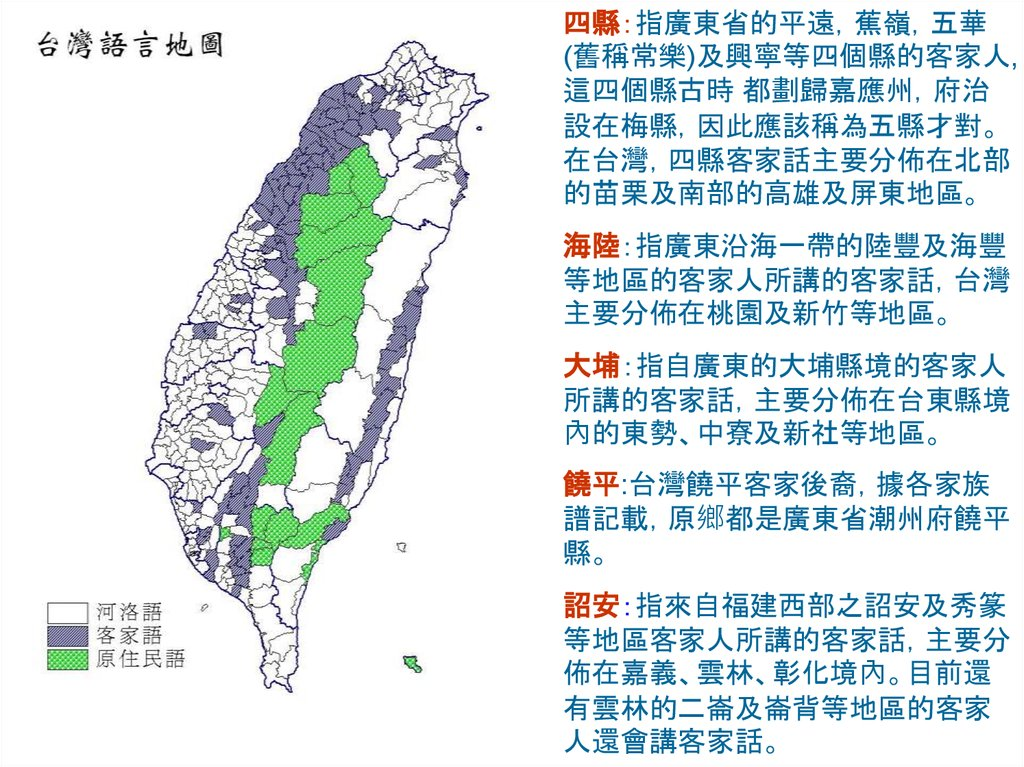 台灣語言地圖
河洛語
客家語
原住民語
四縣：指廣東省的平遠，蕉嶺，五華
(舊稱常樂)及興寧等四個縣的客家人,
這四個縣古時 都劃歸嘉應州，府治
設在梅縣，因此應該稱為五縣才對。
在台灣，四縣客家話主要分佈在北部
的苗栗及南部的高雄及屏東地區。
海陸：指廣東沿海一帶的陸豐及海豐
等地區的客家人所講的客家話，台灣
主要分佈在桃園及新竹等地區。
大埔：指自廣東的大埔縣境的客家人
所講的客家話，主要分佈在台東縣境
內的東勢、中寮及新社等地區。
饒平:台灣饒平客家後裔，據各家族
譜記載，原鄉都是廣東省潮州府饒平
縣。
詔安：指來自福建西部之詔安及秀篆
等地區客家人所講的客家話，主要分
佈在嘉義、雲林、彰化境內。目前還
有雲林的二崙及崙背等地區的客家
人還會講客家話。